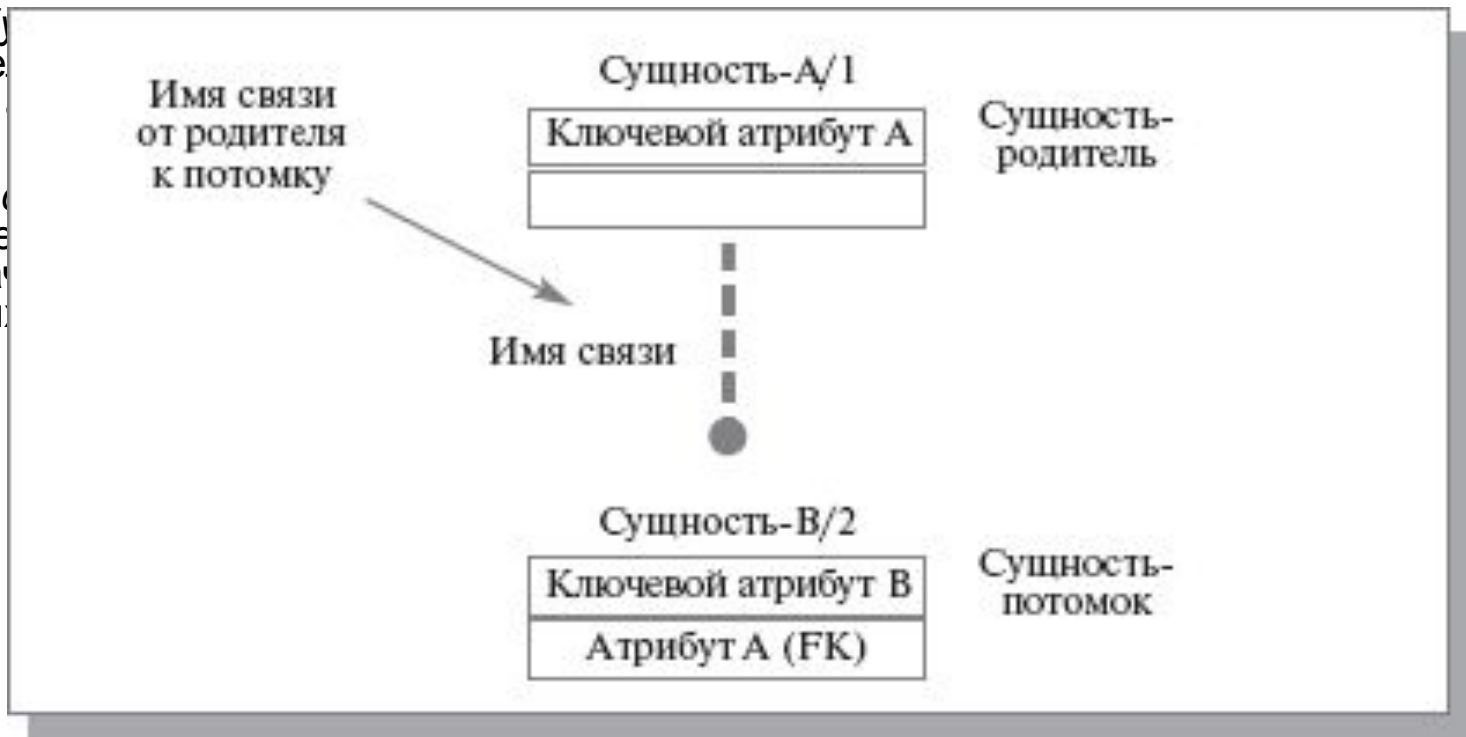 Имя связи
от родителя
к потомку
Сущность-А/1
Ключевой атрибут А
Сущность-
родитель
Имя связи
Сущность-В/2
Ключевой атрибут В
Атрибут А (FK)
Сущность-
потомок